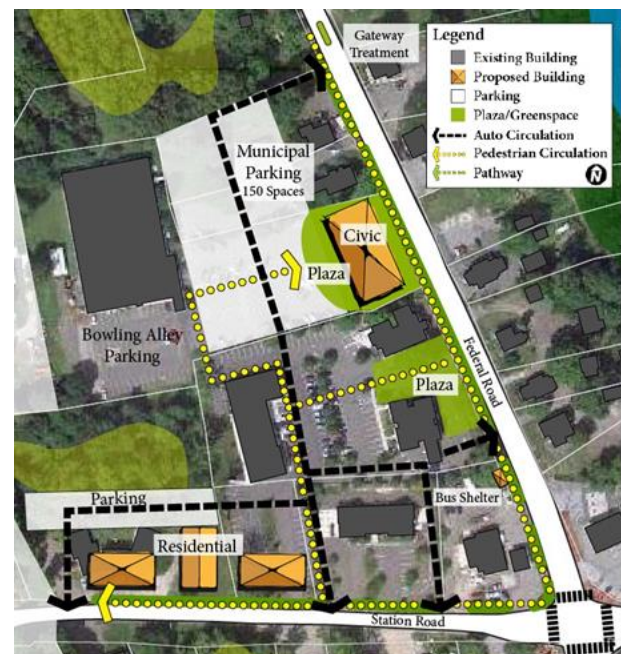 Gateway
Treatment
Legend
Existing Building
Proposed Building
Parking
Plaza/Greenspace
Auto Circulation
Pedestrian Circulation
Pathway
N
Municipal
Parking
150 Spaces
Civic
Plaza
Bowling Alley
Parking
Federal Road
Plaza
Parking
Bus Shelter
Residential
Station Road